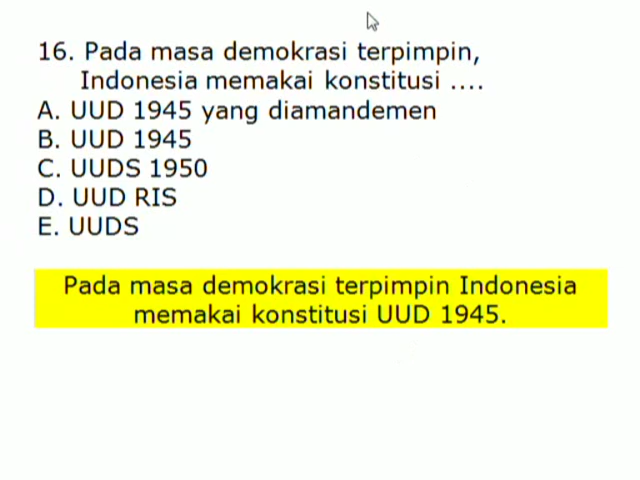 16. Pada masa demokrasi terpimpin,
Indonesia memakai konstitusi ....
A. UUD 1945 yang diamandemen
B. UUD 1945
C. UUDS 1950
D. UUD RIS
E. UUDS
Pada masa demokrasi terpimpin Indonesia
memakai konstitusi UUD 1945.